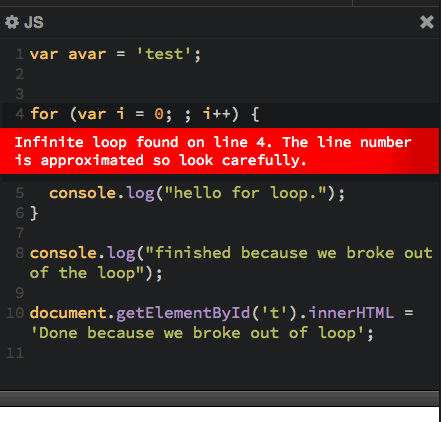 JS
1 var avar = 'test';
2
3
4 for (var i = 0; ; i++) {
Infinite loop found on line 4. The line number
is approximated so look carefully.
5   console.log("hello for loop.");
6 }
7
8 console.log("finished because we broke out
of the loop");
9
10 document.getElementById('t').innerHTML =
'Done because we broke out of loop';
11